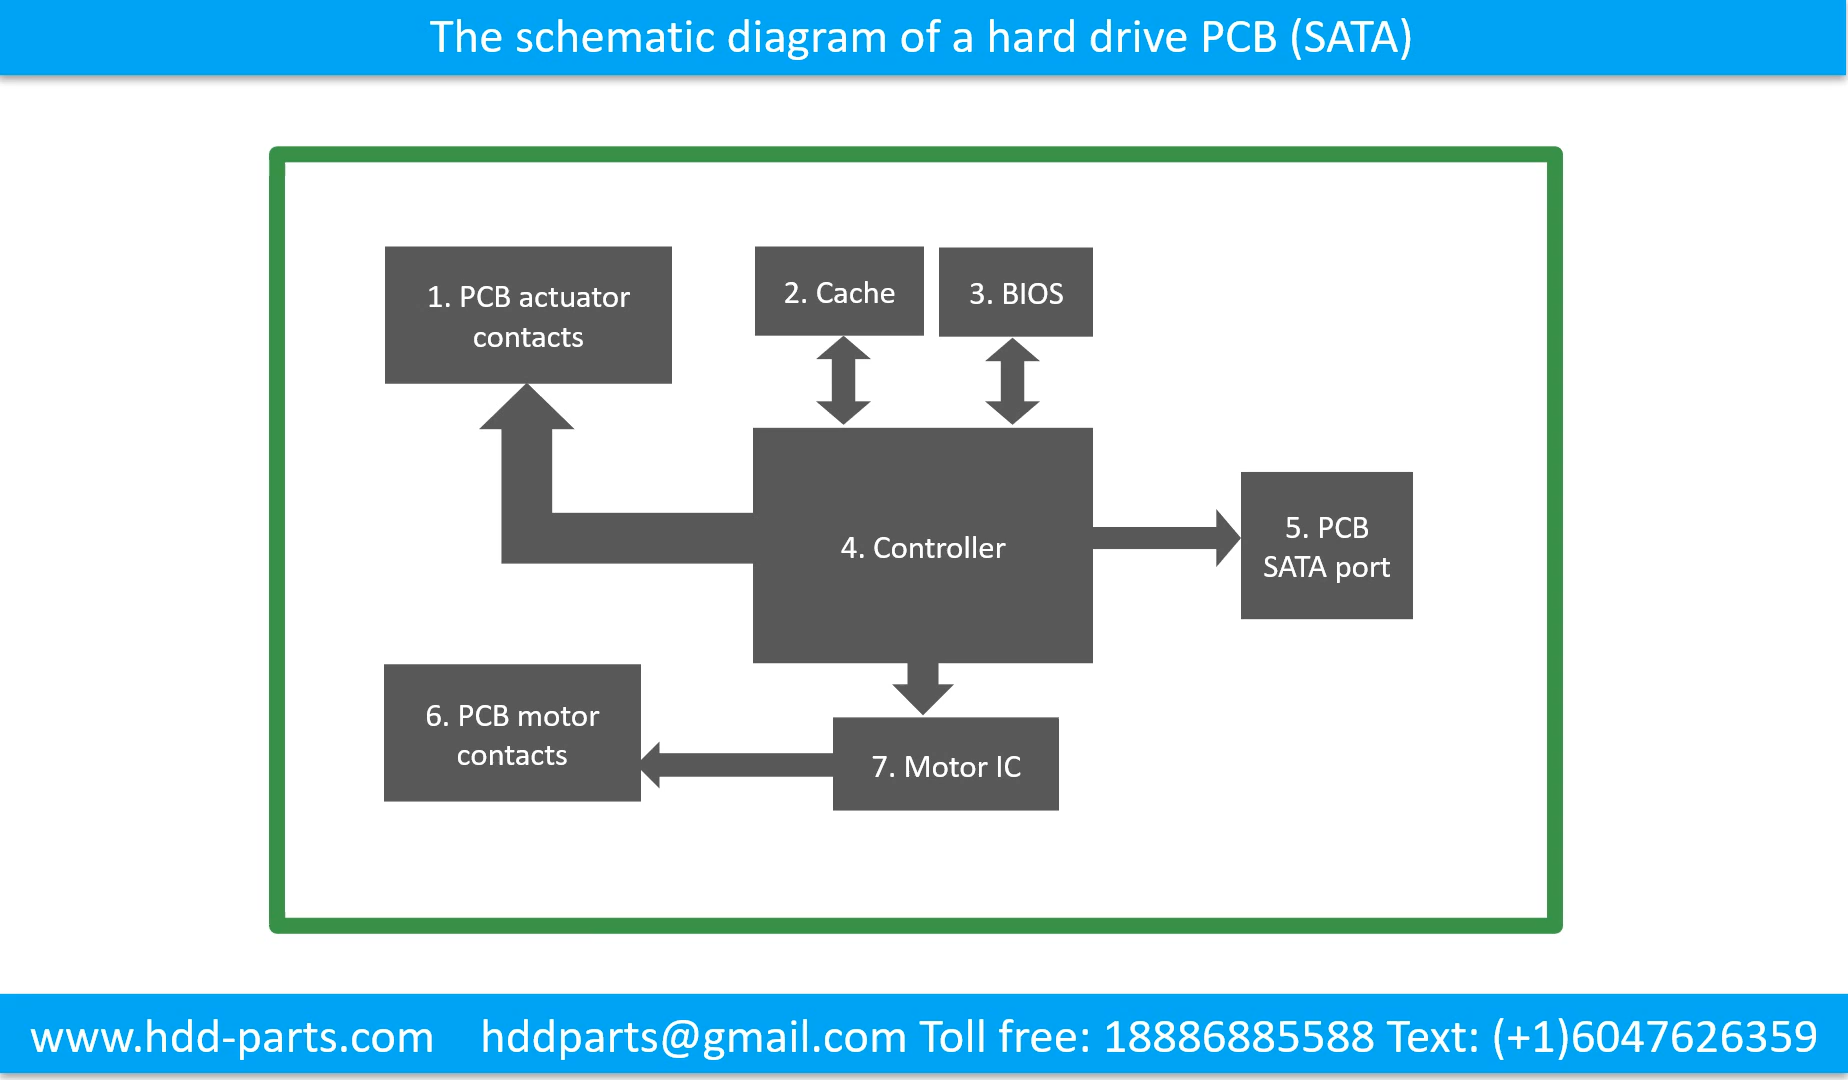 The schematic diagram of a hard drive PCB (SATA)
1. PCB actuator
contacts
2. Cache
3. BIOS
4. Controller
5. PCB
SATA port
6. PCB motor
contacts
7. Motor IC
www.hdd-parts.com hddparts@gmail.com Toll free: 18886885588 Text: (+1)6047626359